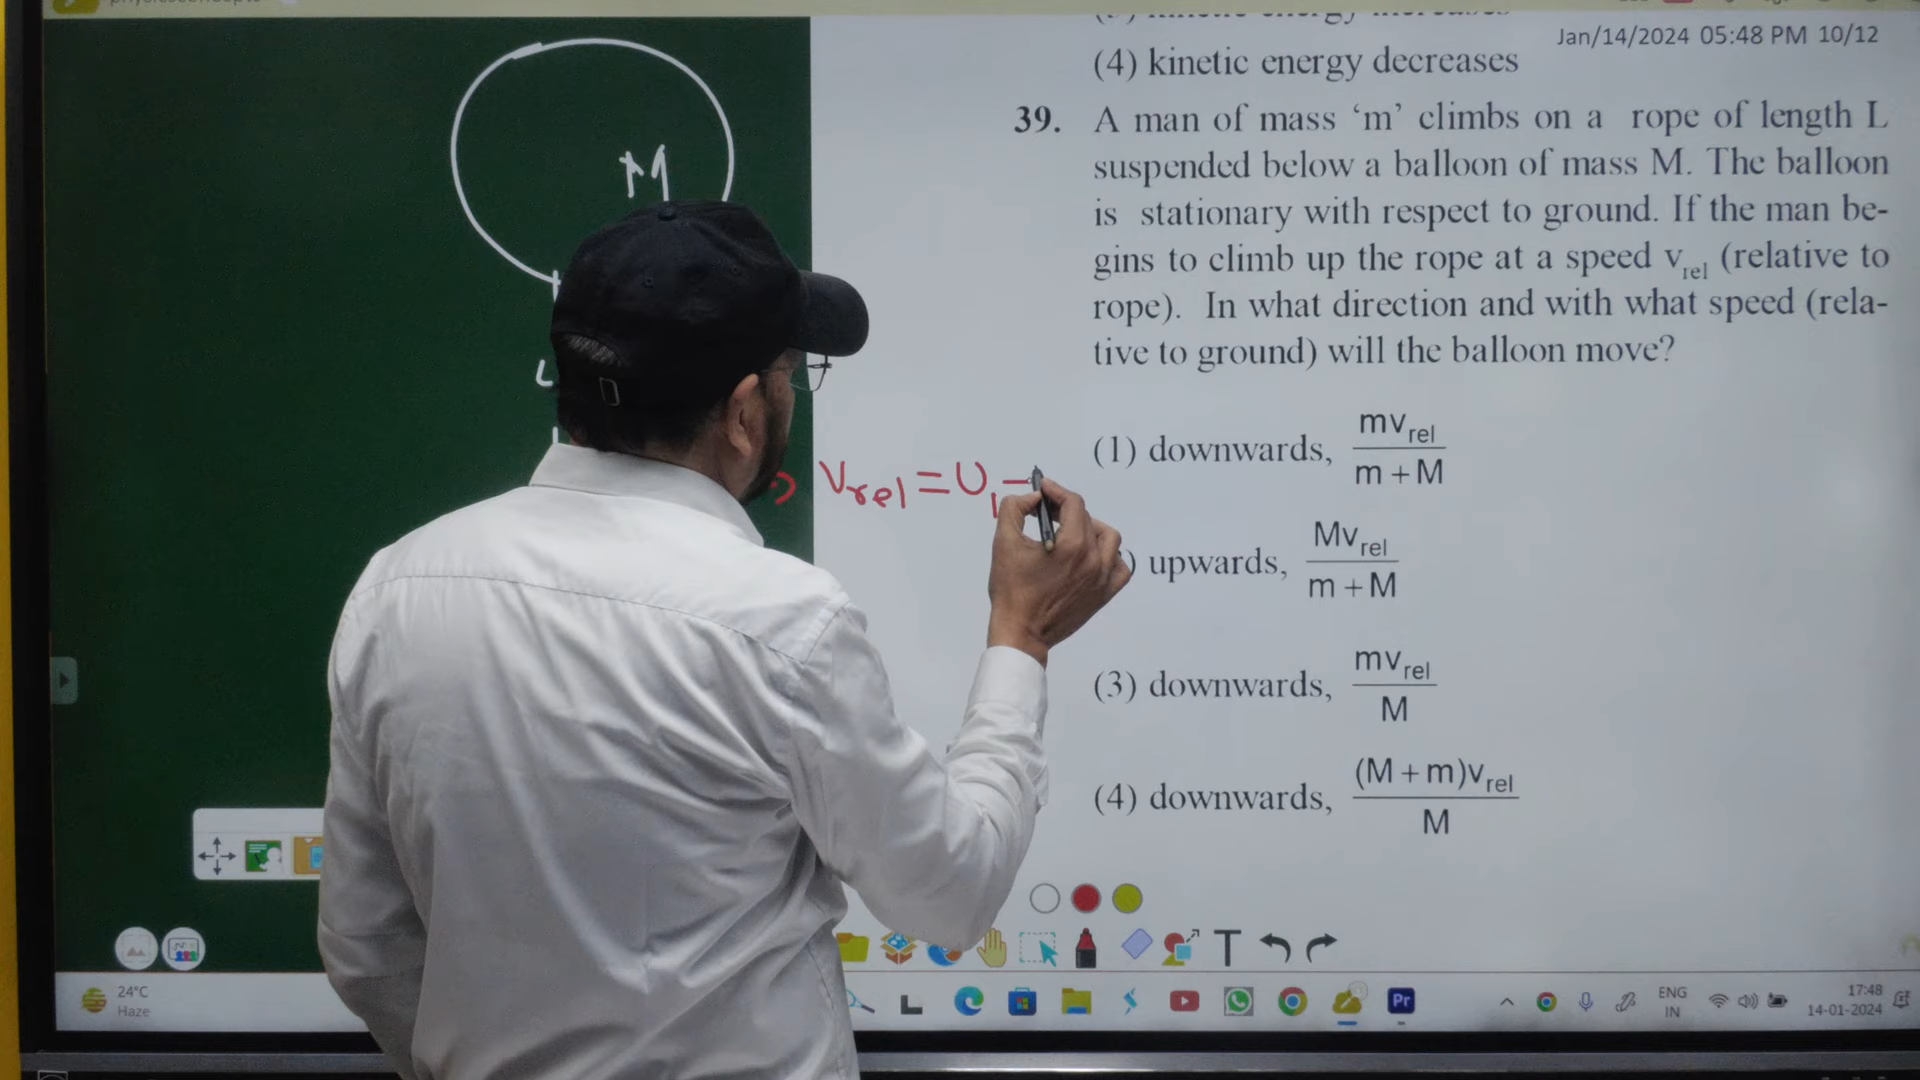 Jan/14/2024 05:48 PM 10/12
(4) kinetic energy decreases
39. A man of mass ‘m’ climbs on a rope of length L
suspended below a balloon of mass M. The balloon
is stationary with respect to ground. If the man be-
gins to climb up the rope at a speed v_rel (relative to
rope). In what direction and with what speed (rela-
tive to ground) will the balloon move?
(1) downwards, mv_rel / m + M
) upwards, Mv_rel / m + M
(3) downwards, mv_rel / M
(4) downwards, (M + m)v_rel / M
M
L
⇒ V_rel = U_1 –
T
24°C
Haze
Pr
ENG
IN
17:48
14-01-2024